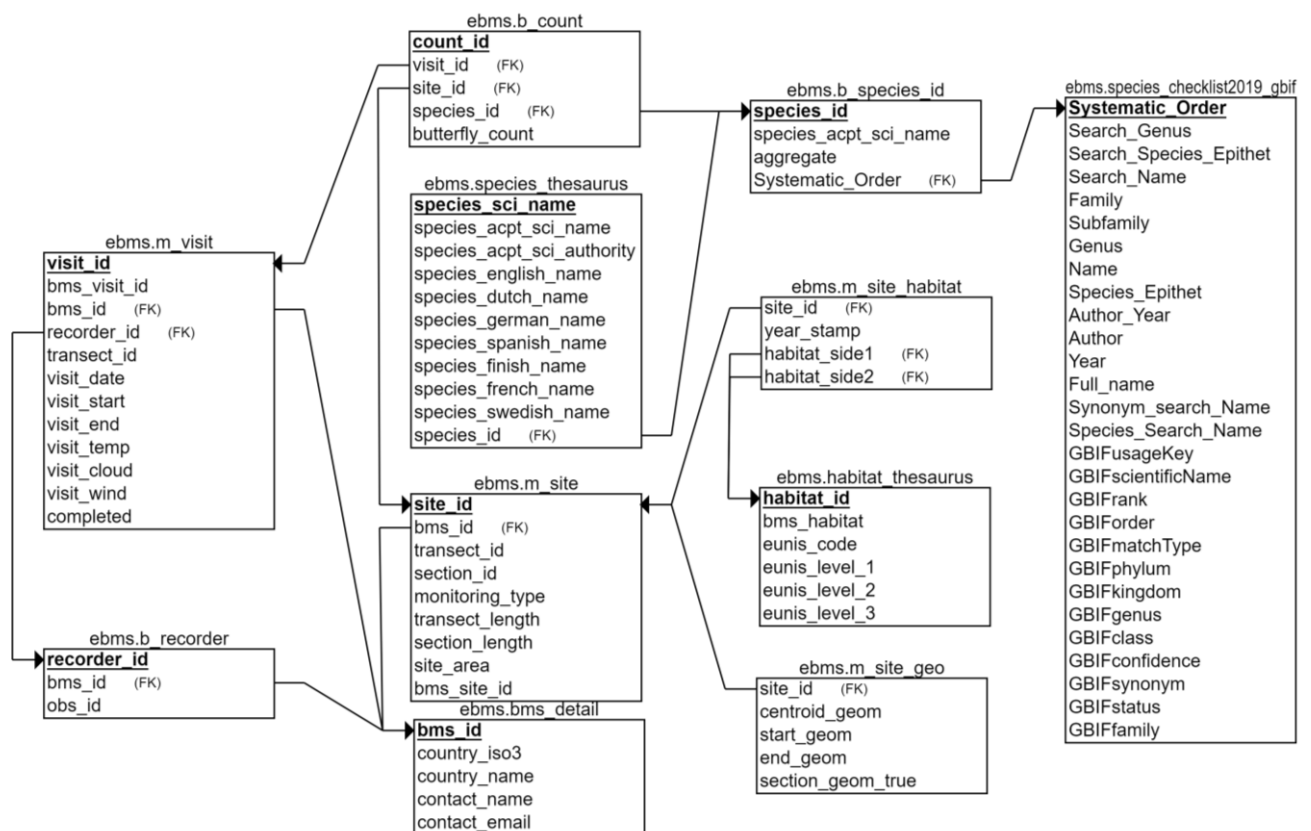 ebms.b_count
count_id
visit_id (FK)
site_id (FK)
species_id (FK)
butterfly_count
ebms.b_species_id
species_id
species_acpt_sci_name
aggregate
Systematic_Order (FK)
ebms.species_checklist2019_gbif
Systematic_Order
Search_Genus
Search_Species_Epithet
Search_Name
Family
Subfamily
Genus
Name
Species_Epithet
Author_Year
Author
Year
Full_name
Synonym_search_Name
Species_Search_Name
GBIFusageKey
GBIFscientificName
GBIFrank
GBIForder
GBIFmatchType
GBIFphylum
GBIFkingdom
GBIFgenus
GBIFclass
GBIFconfidence
GBIFsynonym
GBIFstatus
GBIFfamily
ebms.species_thesaurus
species_sci_name
species_acpt_sci_name
species_acpt_sci_authority
species_english_name
species_dutch_name
species_german_name
species_spanish_name
species_finish_name
species_french_name
species_swedish_name
species_id (FK)
ebms.m_visit
visit_id
bms_visit_id
bms_id (FK)
recorder_id (FK)
transect_id
visit_date
visit_start
visit_end
visit_temp
visit_cloud
visit_wind
completed
ebms.m_site_habitat
site_id (FK)
year_stamp
habitat_side1 (FK)
habitat_side2 (FK)
ebms.m_site
site_id
bms_id (FK)
transect_id
section_id
monitoring_type
transect_length
section_length
site_area
bms_site_id
ebms.habitat_thesaurus
habitat_id
bms_habitat
eunis_code
eunis_level_1
eunis_level_2
eunis_level_3
ebms.b_recorder
recorder_id
bms_id (FK)
obs_id
ebms.m_site_geo
site_id (FK)
centroid_geom
start_geom
end_geom
section_geom_true
ebms.bms_detail
bms_id
country_iso3
country_name
contact_name
contact_email